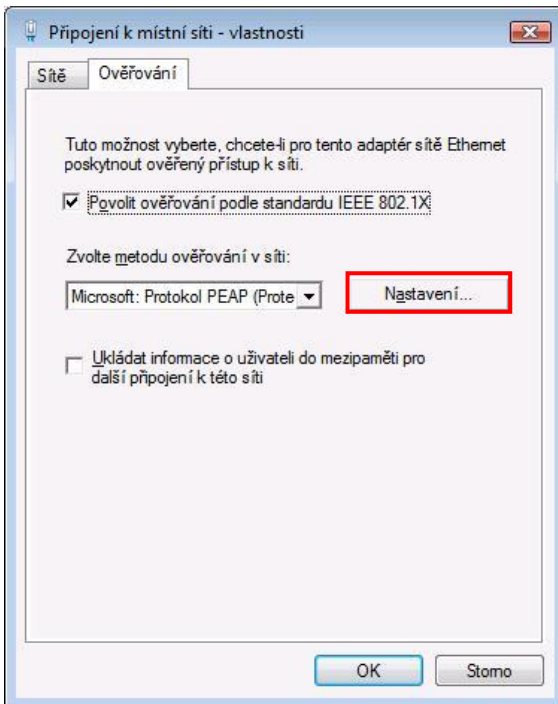 Připojení k místní síti - vlastnosti
Sítě
Ověřování
Tuto možnost vyberte, chcete-li pro tento adaptér sítě Ethernet
poskytnout ověřený přístup k síti.
Povolit ověřování podle standardu IEEE 802.1X
Zvolte metodu ověřování v síti:
Microsoft: Protokol PEAP (Prote
Nastavení...
Ukládat informace o uživateli do mezipaměti pro
další připojení k této síti
OK
Storno